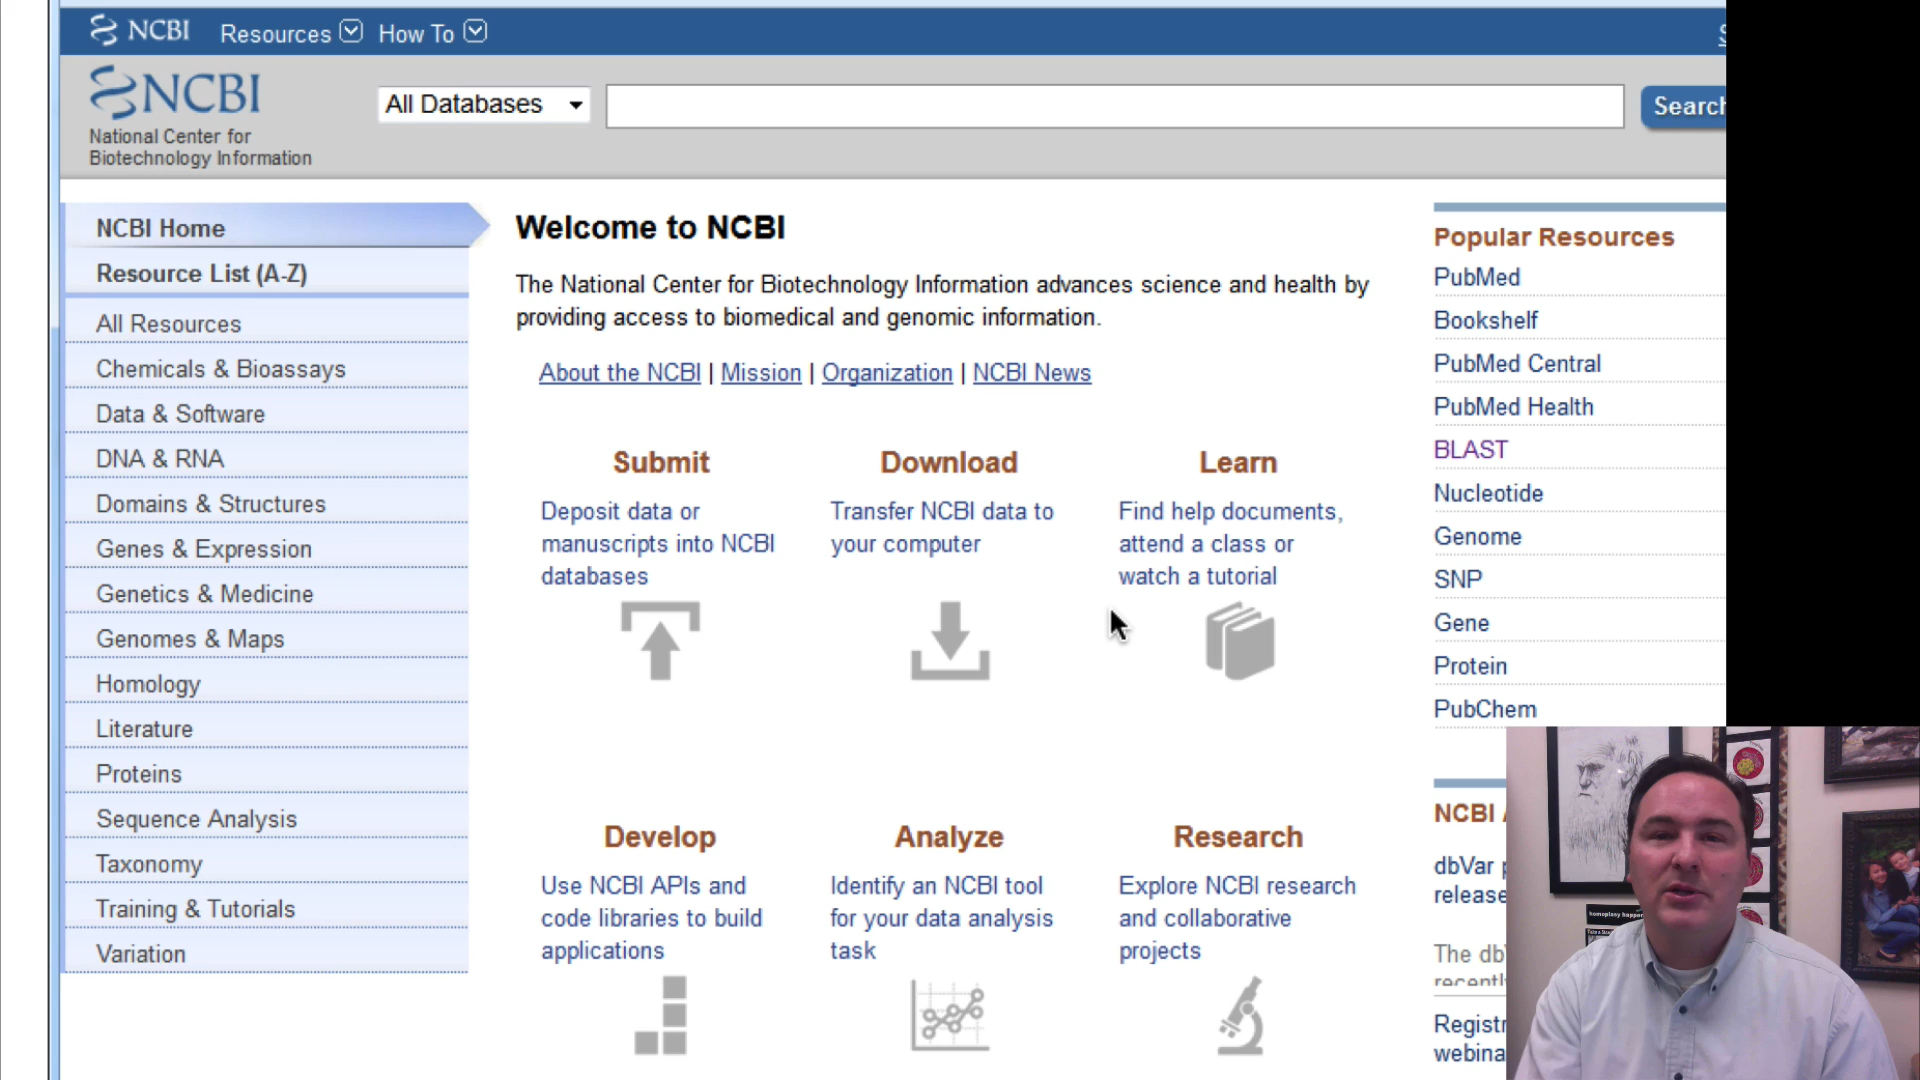 NCBI Resources How To
NCBI
National Center for
Biotechnology Information
All Databases
Search
NCBI Home
Resource List (A-Z)
All Resources
Chemicals & Bioassays
Data & Software
DNA & RNA
Domains & Structures
Genes & Expression
Genetics & Medicine
Genomes & Maps
Homology
Literature
Proteins
Sequence Analysis
Taxonomy
Training & Tutorials
Variation
Welcome to NCBI
The National Center for Biotechnology Information advances science and health by
providing access to biomedical and genomic information.
About the NCBI | Mission | Organization | NCBI News
Submit
Deposit data or
manuscripts into NCBI
databases
Download
Transfer NCBI data to
your computer
Learn
Find help documents,
attend a class or
watch a tutorial
Develop
Use NCBI APIs and
code libraries to build
applications
Analyze
Identify an NCBI tool
for your data analysis
task
Research
Explore NCBI research
and collaborative
projects
Popular Resources
PubMed
Bookshelf
PubMed Central
PubMed Health
BLAST
Nucleotide
Genome
SNP
Gene
Protein
PubChem
NCBI
dbVar
release
The
homoplasy